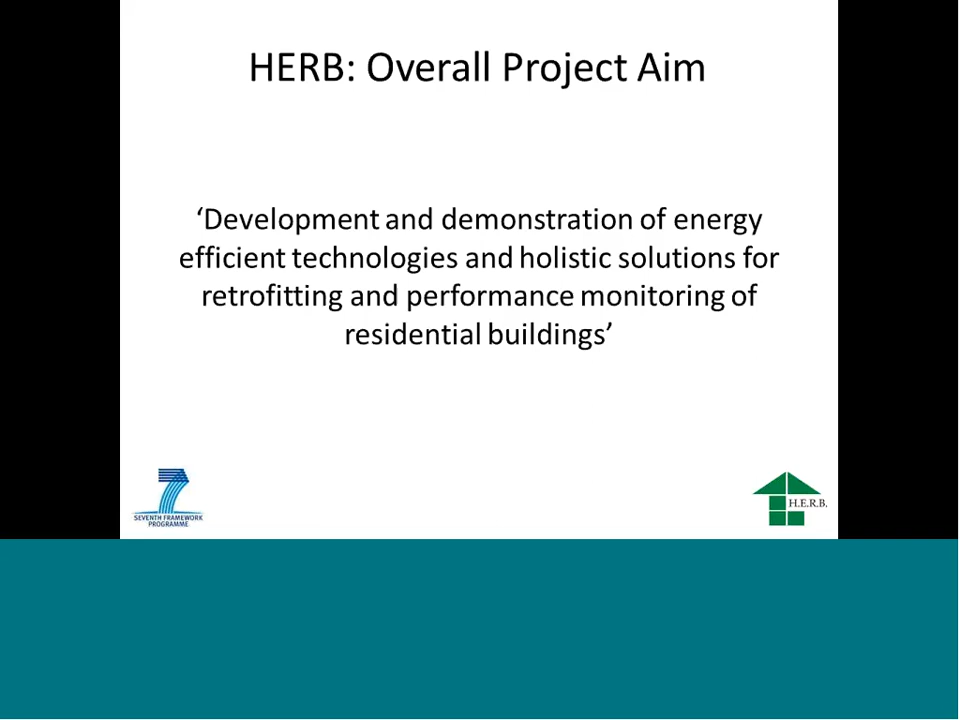 HERB: Overall Project Aim
‘Development and demonstration of energy
efficient technologies and holistic solutions for
retrofitting and performance monitoring of
residential buildings’
SEVENTH FRAMEWORK
PROGRAMME
H.E.R.B.